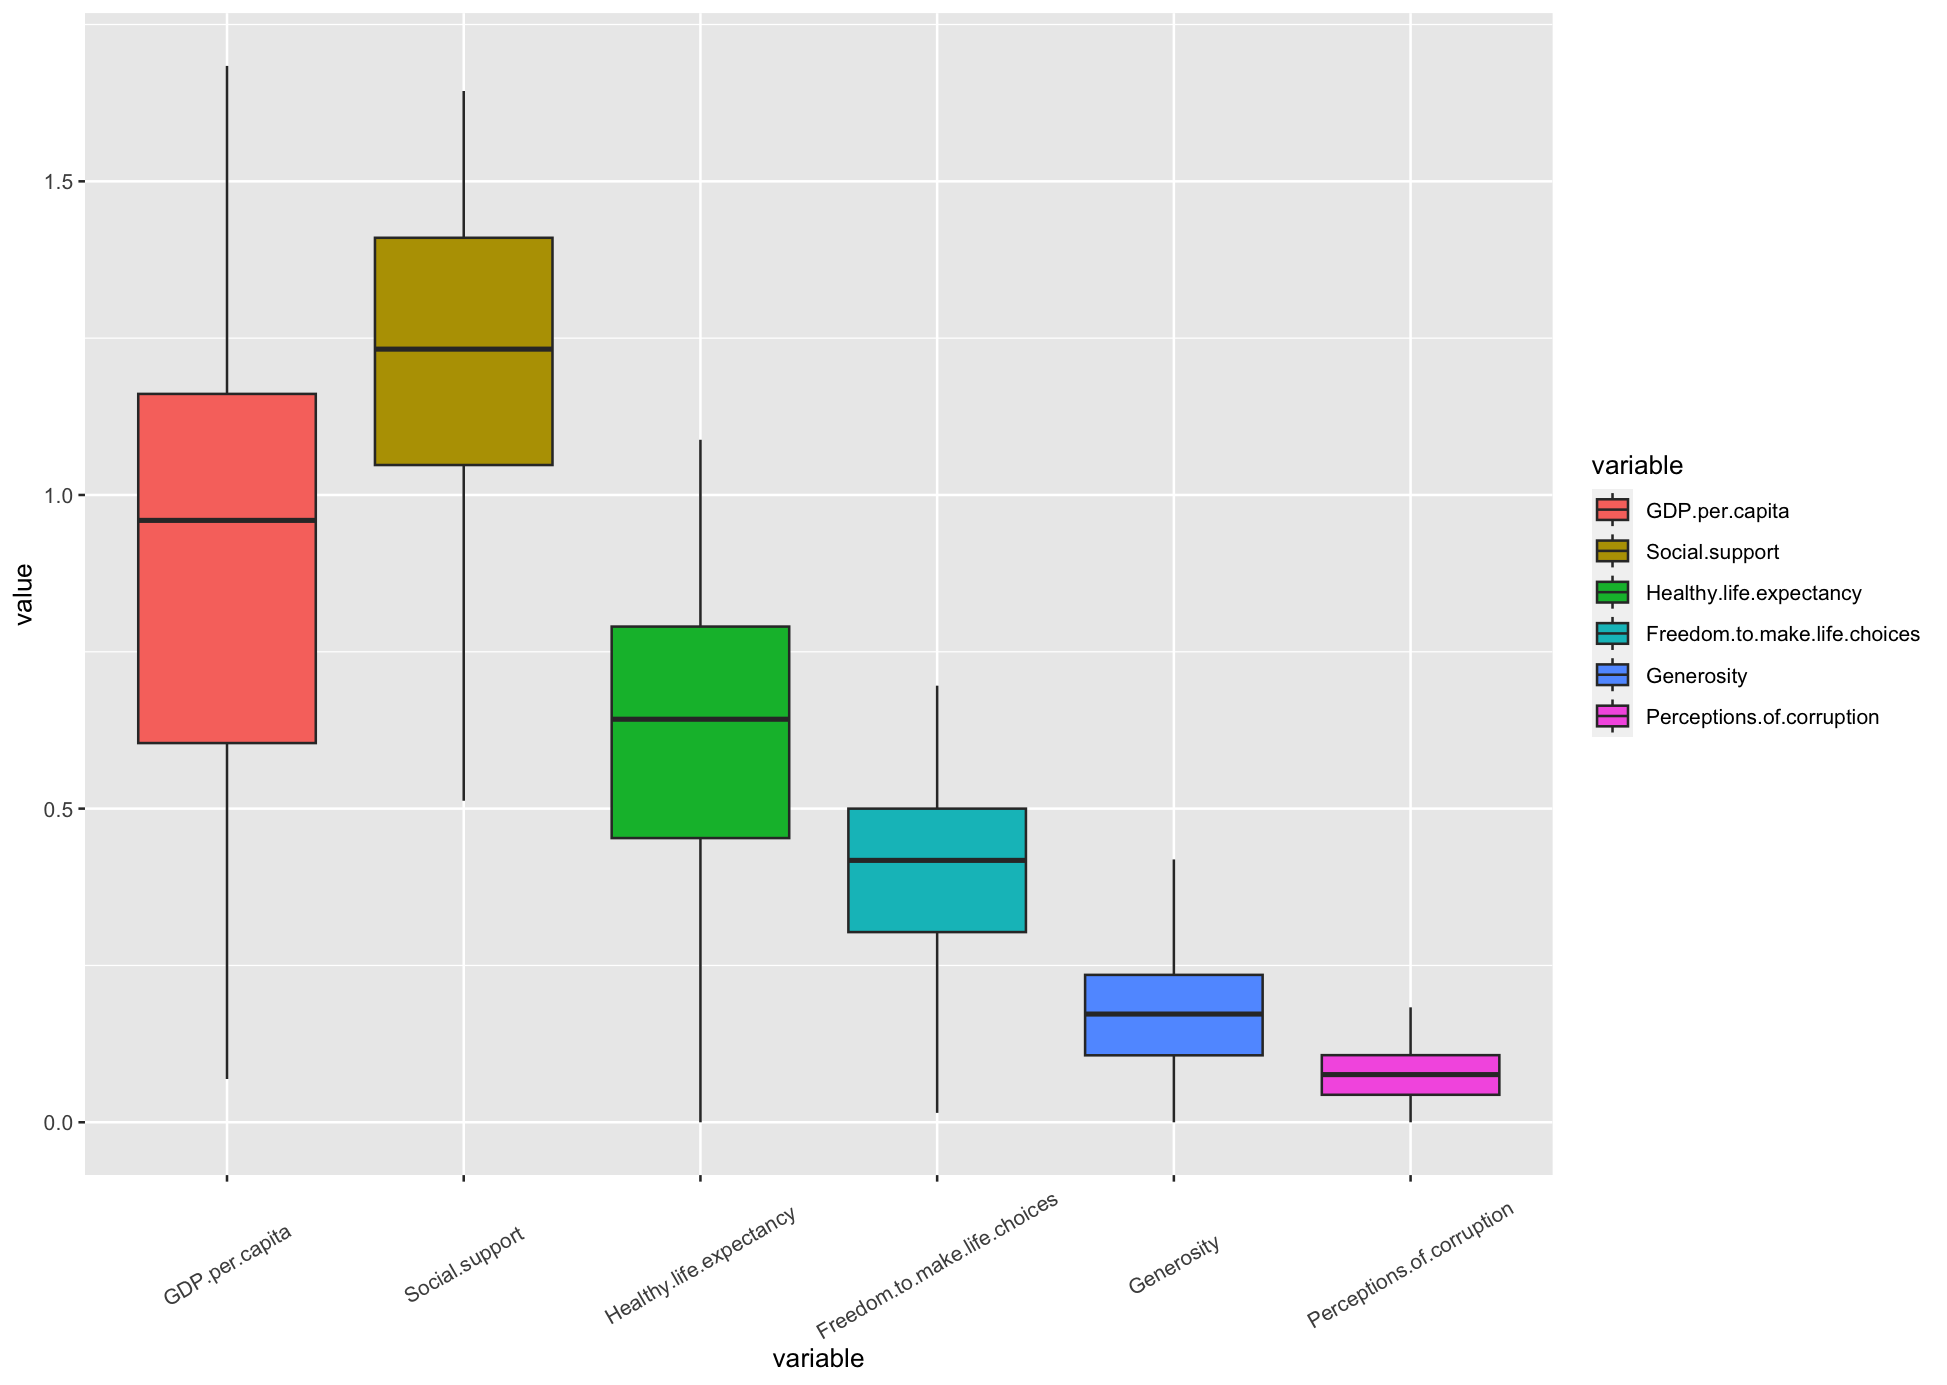 1.5
1.0
0.5
0.0
value
GDP.per.capita
Social.support
Healthy.life.expectancy
Freedom.to.make.life.choices
Generosity
Perceptions.of.corruption
variable
variable
GDP.per.capita
Social.support
Healthy.life.expectancy
Freedom.to.make.life.choices
Generosity
Perceptions.of.corruption